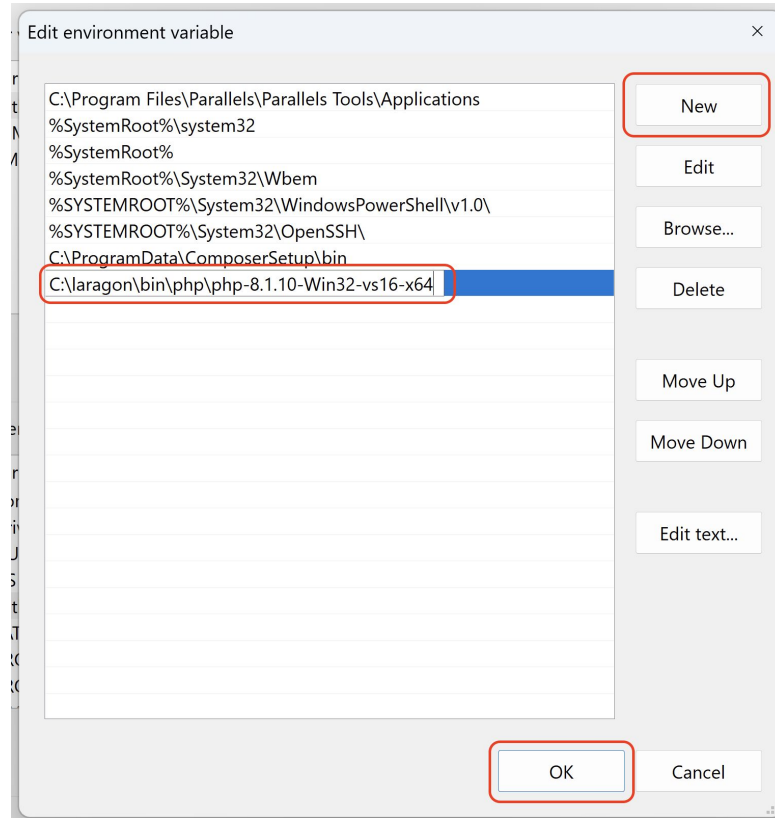 Edit environment variable
C:\Program Files\Parallels\Parallels Tools\Applications
%SystemRoot%\system32
%SystemRoot%
%SystemRoot%\System32\Wbem
%SYSTEMROOT%\System32\WindowsPowerShell\v1.0\
%SYSTEMROOT%\System32\OpenSSH\
C:\ProgramData\ComposerSetup\bin
C:\laragon\bin\php\php-8.1.10-Win32-vs16-x64
New
Edit
Browse...
Delete
Move Up
Move Down
Edit text...
OK
Cancel